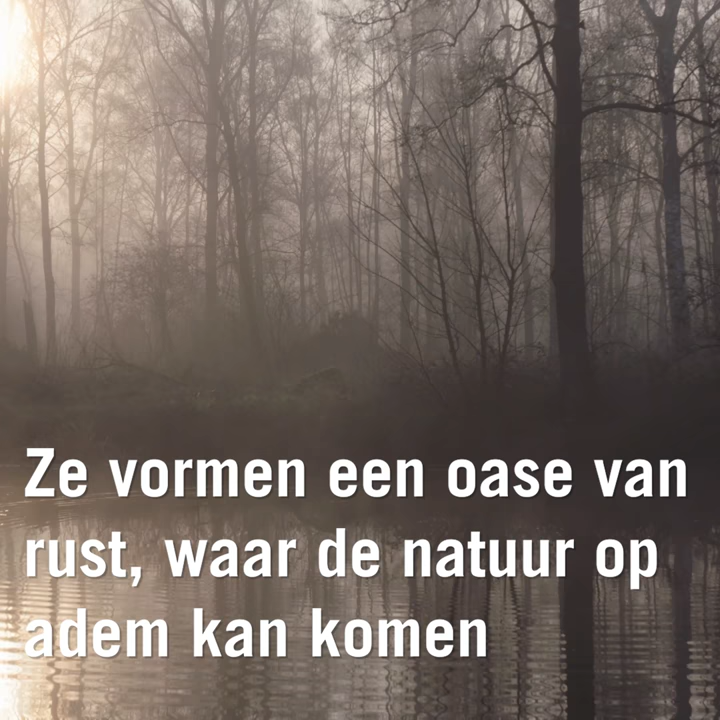 Ze vormen een oase van
rust, waar de natuur op
adem kan komen